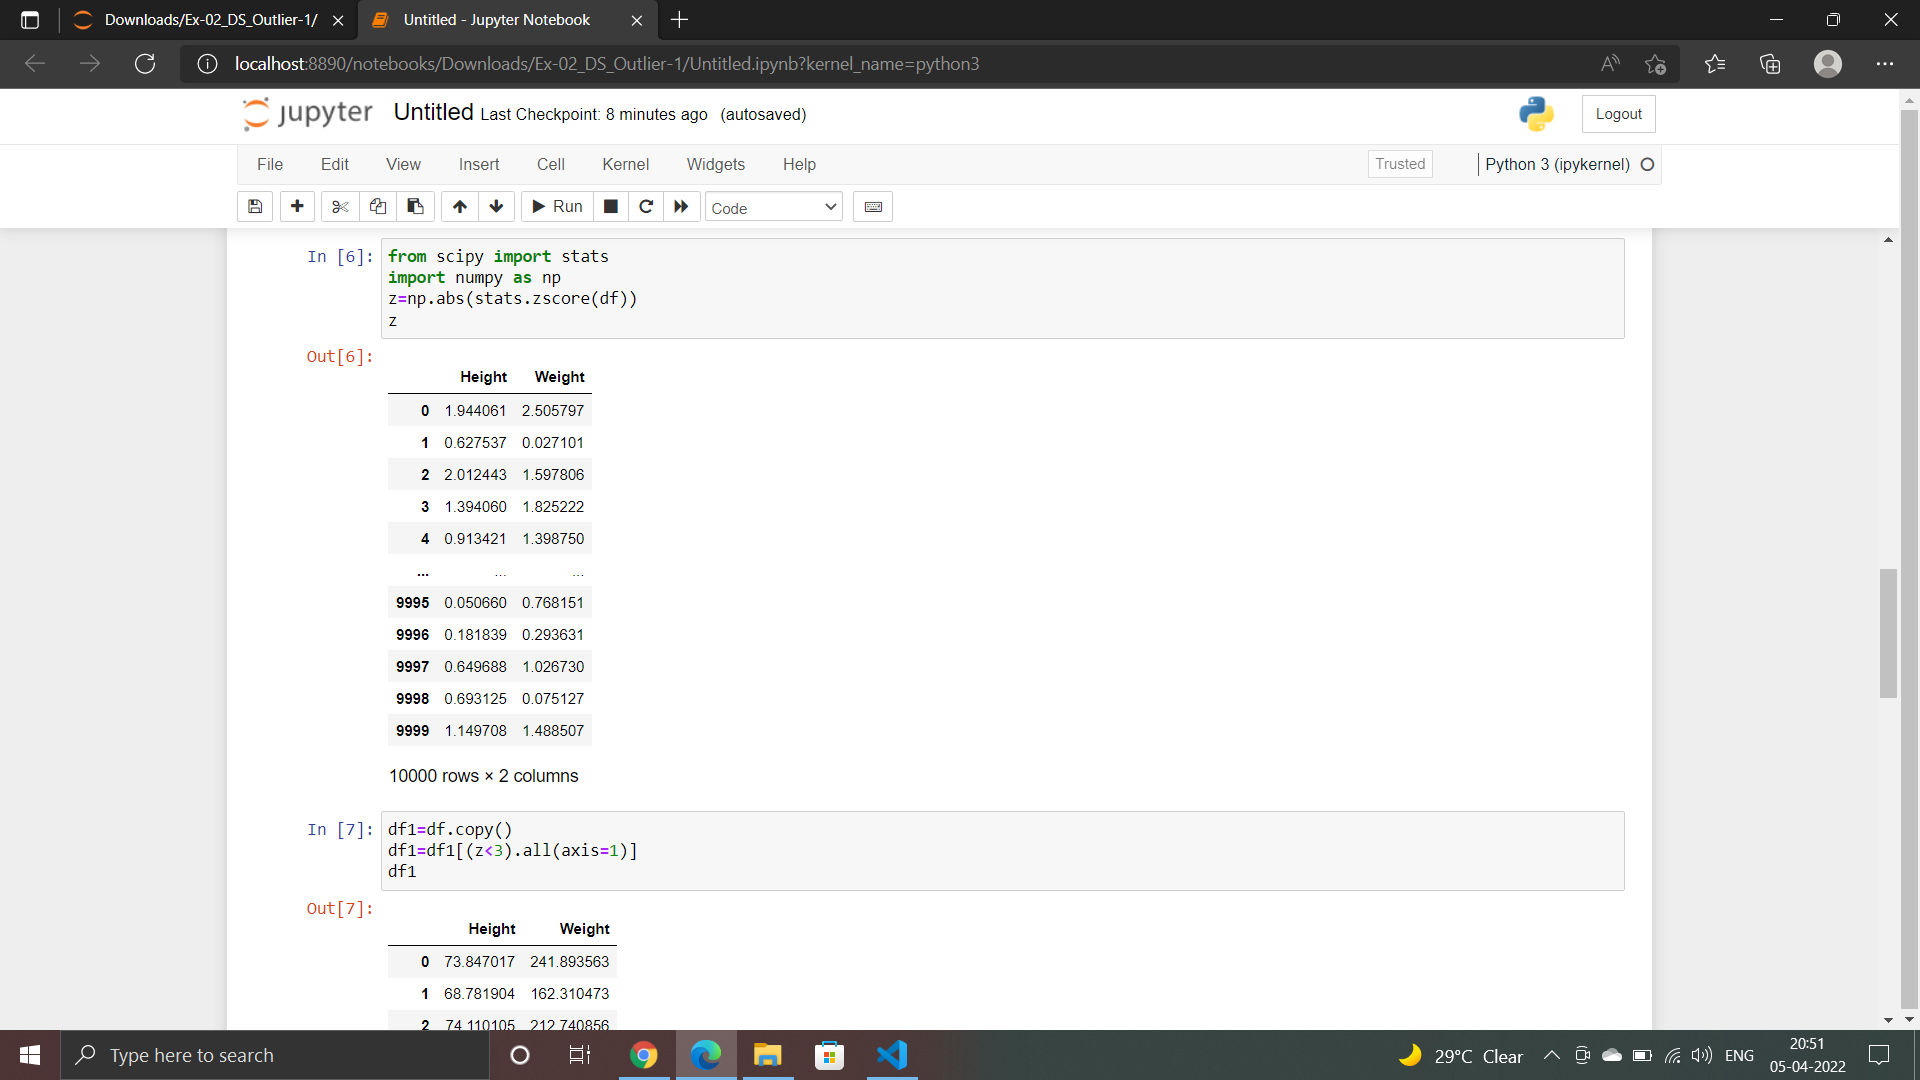 Downloads/Ex-02_DS_Outlier-1/
Untitled - Jupyter Notebook
localhost:8890/notebooks/Downloads/Ex-02_DS_Outlier-1/Untitled.ipynb?kernel_name=python3
jupyter Untitled Last Checkpoint: 8 minutes ago (autosaved)
Logout
File Edit View Insert Cell Kernel Widgets Help
Trusted
Python 3 (ipykernel)
Run
Code
In [6]:
from scipy import stats
import numpy as np
z=np.abs(stats.zscore(df))
z
Out[6]:
Height Weight
0 1.944061 2.505797
1 0.627537 0.027101
2 2.012443 1.597806
3 1.394060 1.825222
4 0.913421 1.398750
... ... ...
9995 0.050660 0.768151
9996 0.181839 0.293631
9997 0.649688 1.026730
9998 0.693125 0.075127
9999 1.149708 1.488507
10000 rows × 2 columns
In [7]:
df1=df.copy()
df1=df1[(z<3).all(axis=1)]
df1
Out[7]:
Height Weight
0 73.847017 241.893563
1 68.781904 162.310473
2 74.110105 212.740856
Type here to search
29°C Clear
ENG
20:51
05-04-2022